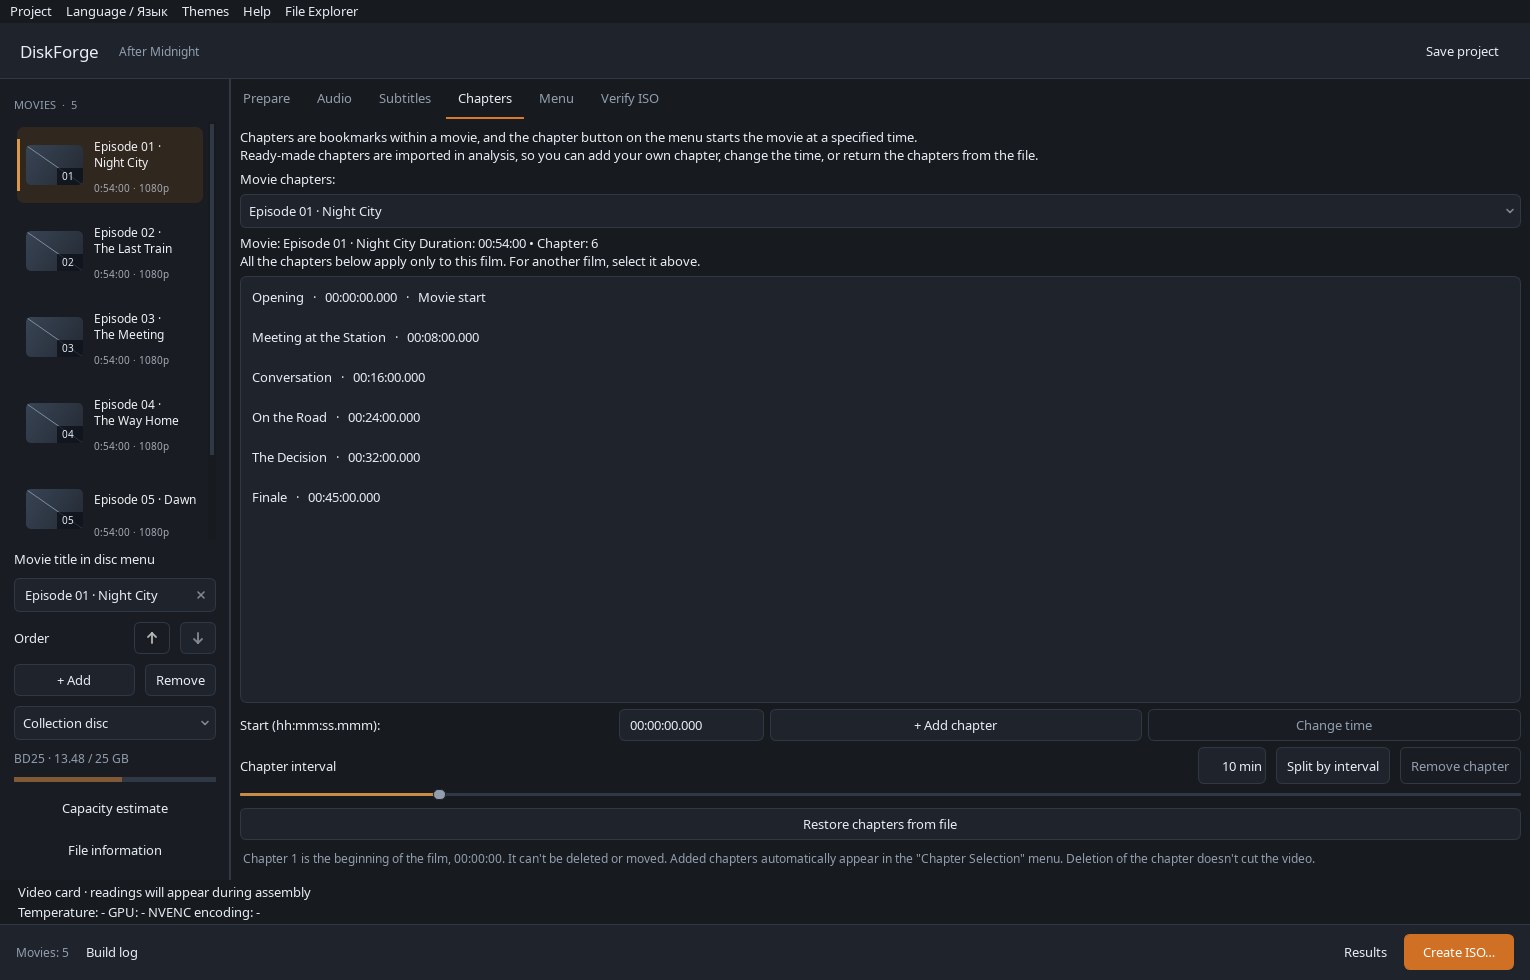 Project Language / Язык Themes Help File Explorer
DiskForge After Midnight Save project
MOVIES · 5
Episode 01 ·
Night City
01
0:54:00 · 1080p
Episode 02 ·
The Last Train
02
0:54:00 · 1080p
Episode 03 ·
The Meeting
03
0:54:00 · 1080p
Episode 04 ·
The Way Home
04
0:54:00 · 1080p
Episode 05 · Dawn
05
0:54:00 · 1080p
Movie title in disc menu
Episode 01 · Night City
Order
+ Add Remove
Collection disc
BD25 · 13.48 / 25 GB
Capacity estimate
File information
Prepare Audio Subtitles Chapters Menu Verify ISO
Chapters are bookmarks within a movie, and the chapter button on the menu starts the movie at a specified time.
Ready-made chapters are imported in analysis, so you can add your own chapter, change the time, or return the chapters from the file.
Movie chapters:
Episode 01 · Night City
Movie: Episode 01 · Night City Duration: 00:54:00 • Chapter: 6
All the chapters below apply only to this film. For another film, select it above.
Opening · 00:00:00.000 · Movie start
Meeting at the Station · 00:08:00.000
Conversation · 00:16:00.000
On the Road · 00:24:00.000
The Decision · 00:32:00.000
Finale · 00:45:00.000
Start (hh:mm:ss.mmm): 00:00:00.000 + Add chapter Change time
Chapter interval 10 min Split by interval Remove chapter
Restore chapters from file
Chapter 1 is the beginning of the film, 00:00:00. It can't be deleted or moved. Added chapters automatically appear in the "Chapter Selection" menu. Deletion of the chapter doesn't cut the video.
Video card · readings will appear during assembly
Temperature: - GPU: - NVENC encoding: -
Movies: 5 Build log Results Create ISO...